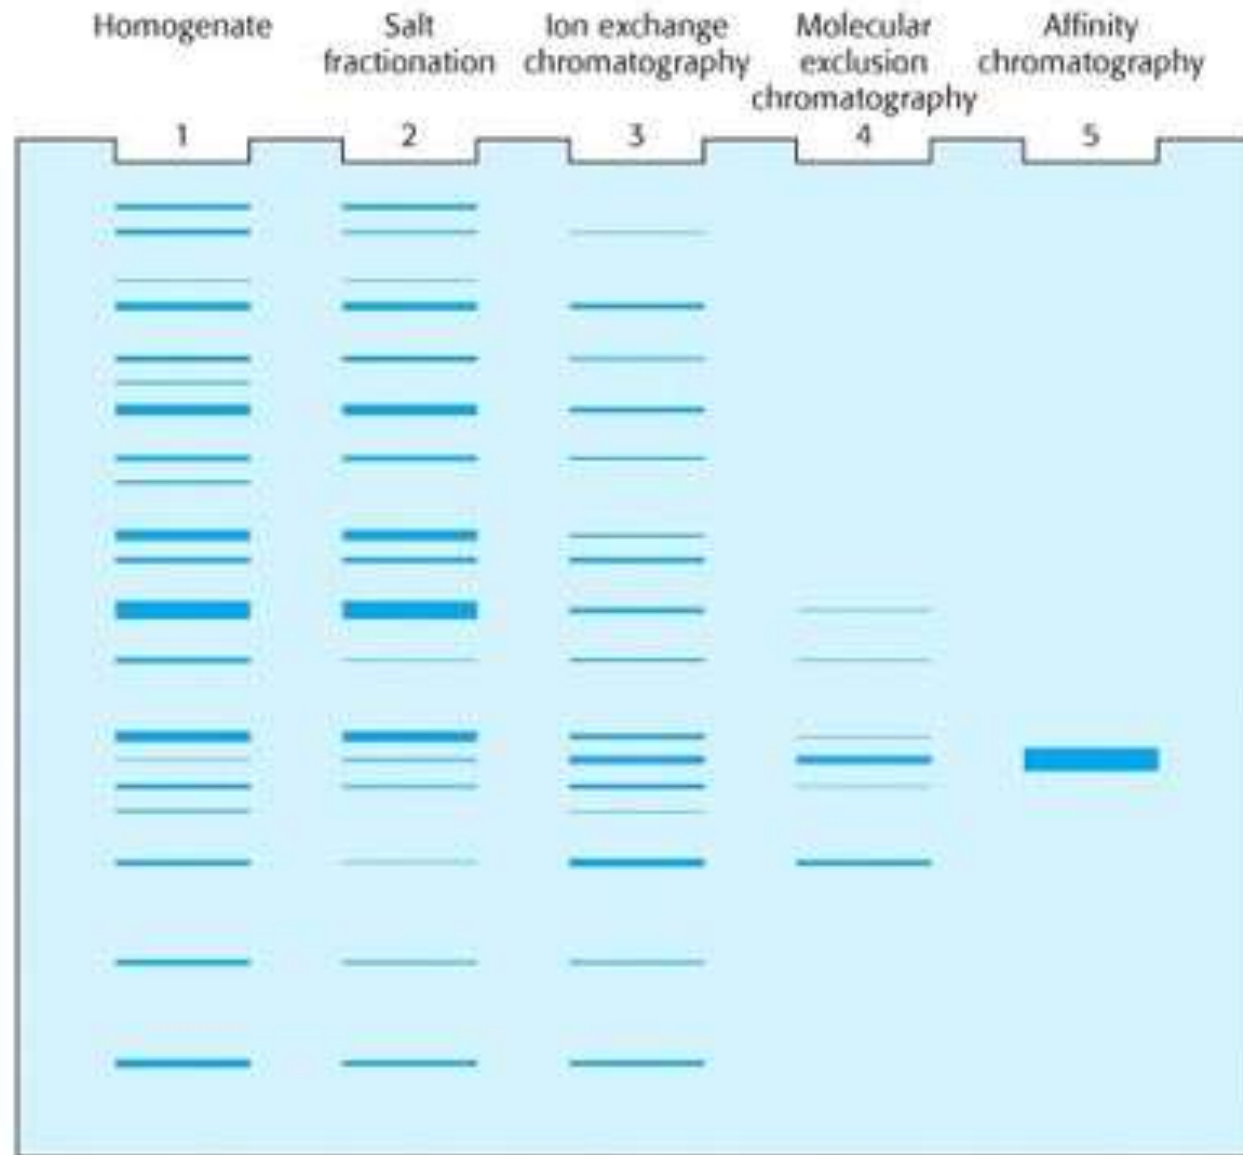 Homogenate
Salt
fractionation
Ion exchange
chromatography
Molecular
exclusion
chromatography
Affinity
chromatography
1
2
3
4
5